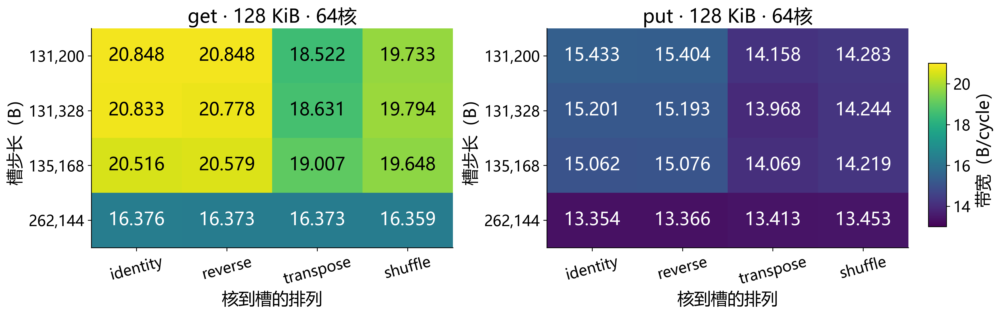 get · 128 KiB · 64核
槽步长（B）
131,200
20.848 20.848 18.522 19.733
131,328
20.833 20.778 18.631 19.794
135,168
20.516 20.579 19.007 19.648
262,144
16.376 16.373 16.373 16.359
identity reverse transpose shuffle
核到槽的排列
put · 128 KiB · 64核
槽步长（B）
131,200
15.433 15.404 14.158 14.283
131,328
15.201 15.193 13.968 14.244
135,168
15.062 15.076 14.069 14.219
262,144
13.354 13.366 13.413 13.453
identity reverse transpose shuffle
核到槽的排列
20
18
16
14
带宽（B/cycle）